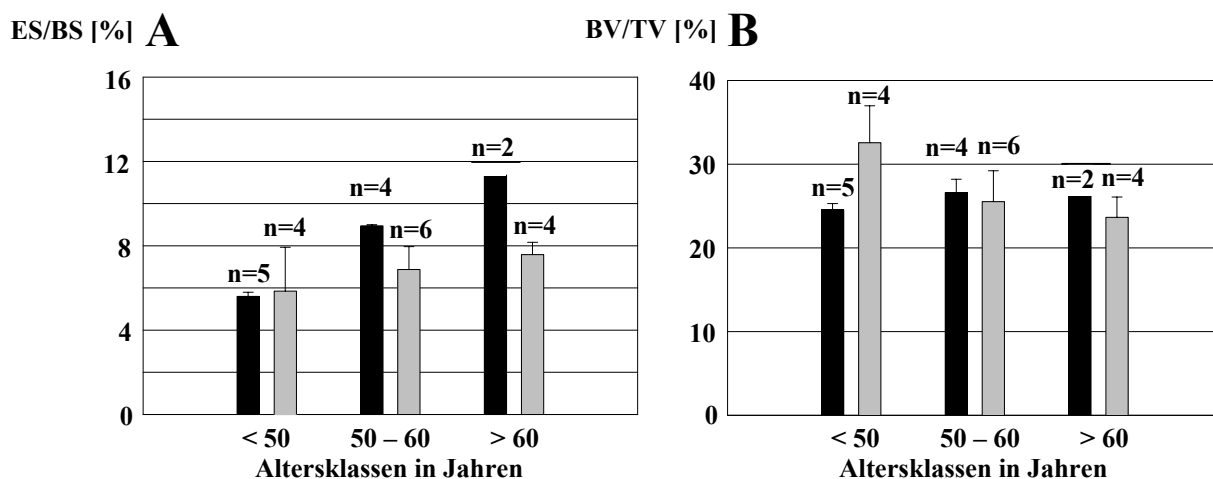 ES/BS [%] A
16
12
8
4
0
n=5
n=4
n=4
n=6
n=2
n=4
< 50
50 – 60
> 60
Altersklassen in Jahren
BV/TV [%] B
40
30
20
10
0
n=5
n=4
n=4
n=6
n=2
n=4
< 50
50 – 60
> 60
Altersklassen in Jahren